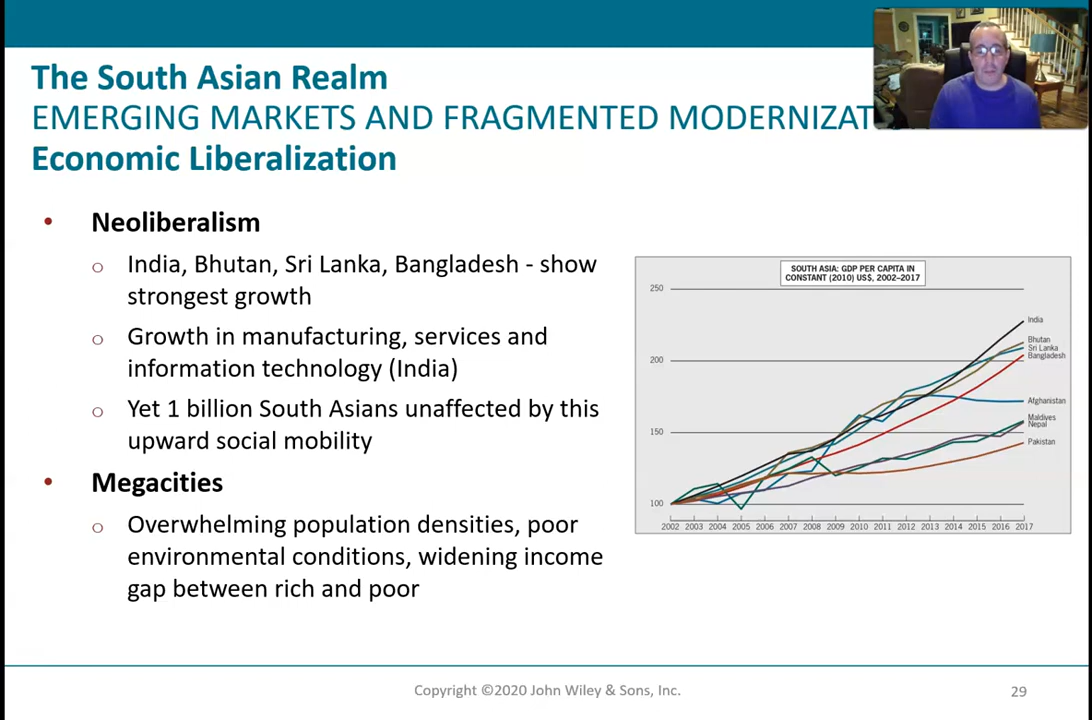 The South Asian Realm
EMERGING MARKETS AND FRAGMENTED MODERNIZAT
Economic Liberalization
• Neoliberalism
o India, Bhutan, Sri Lanka, Bangladesh - show
strongest growth
o Growth in manufacturing, services and
information technology (India)
o Yet 1 billion South Asians unaffected by this
upward social mobility
• Megacities
o Overwhelming population densities, poor
environmental conditions, widening income
gap between rich and poor
SOUTH ASIA: GDP PER CAPITA IN
CONSTANT (2010) US$, 2002–2017
250
200
150
100
India
Bhutan
Sri Lanka
Bangladesh
Afghanistan
Maldives
Nepal
Pakistan
2002 2003 2004 2005 2006 2007 2008 2009 2010 2011 2012 2013 2014 2015 2016 2017
Copyright ©2020 John Wiley & Sons, Inc.
29